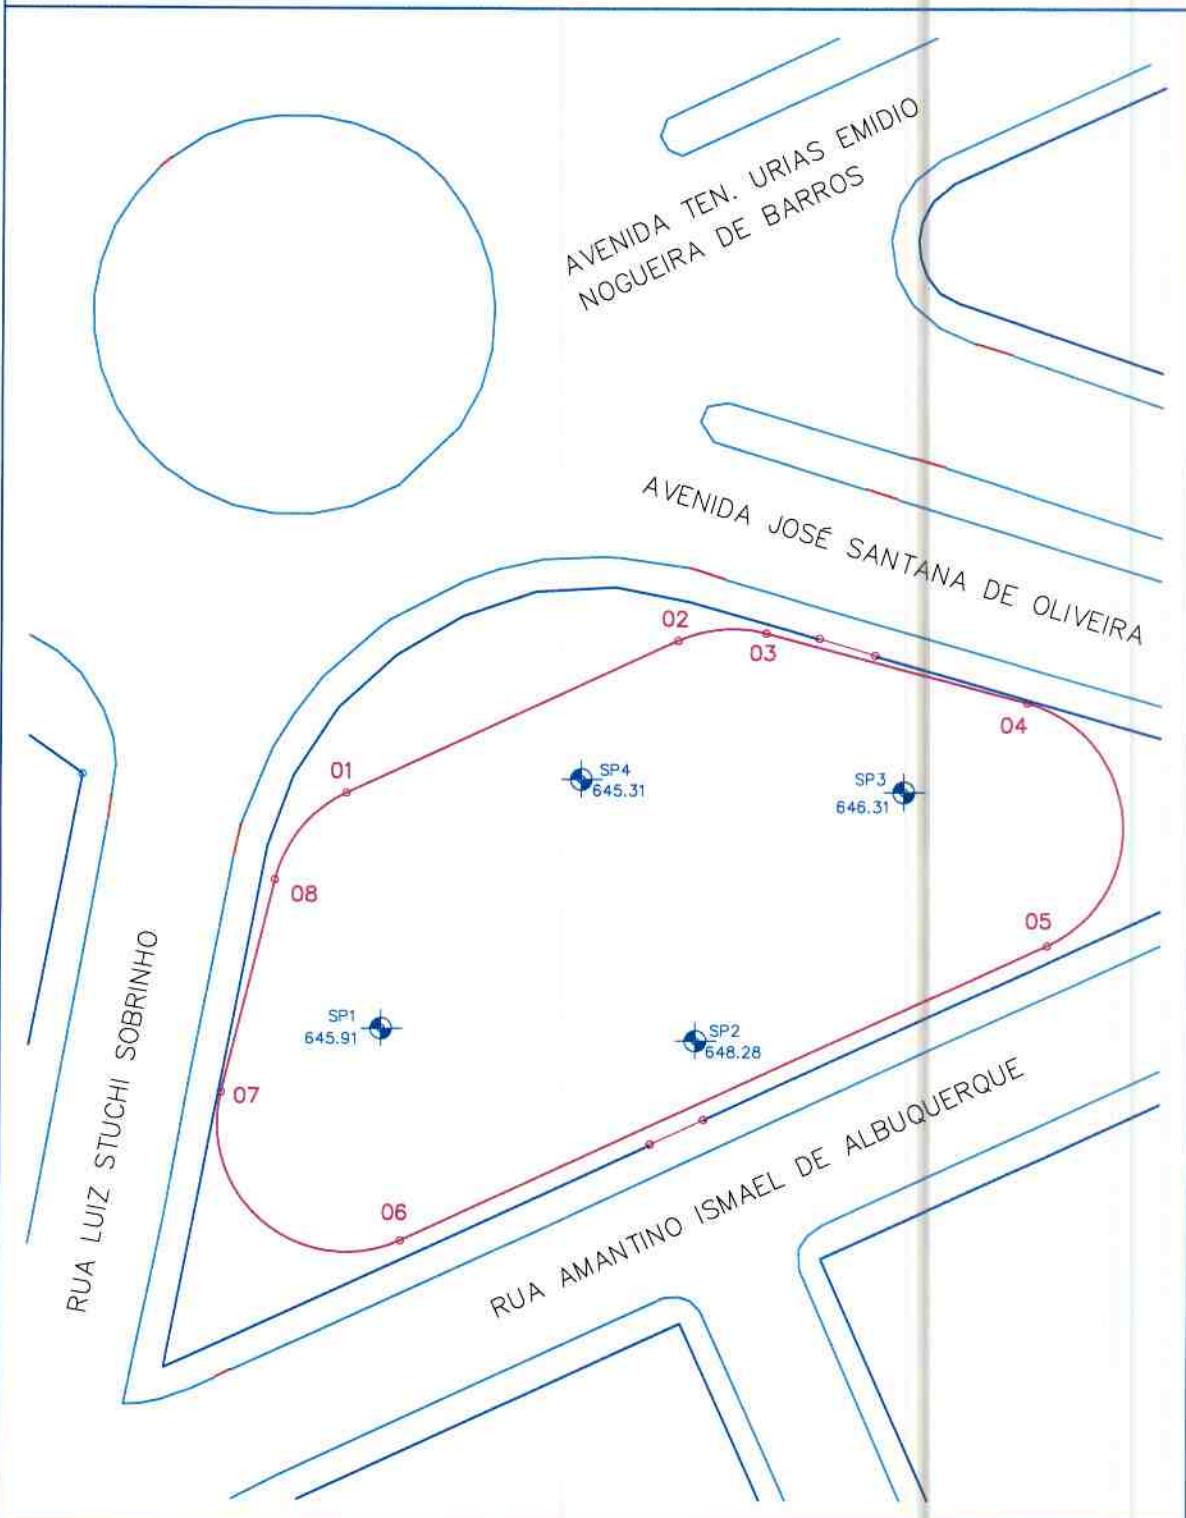 AVENIDA TEN. URIAS EMIDIO
NOGUEIRA DE BARROS
AVENIDA JOSÉ SANTANA DE OLIVEIRA
02
03
04
01
SP4
645.31
SP3
646.31
08
05
SP1
645.91
SP2
648.28
07
06
RUA LUIZ STUCHI SOBRINHO
RUA AMANTINO ISMAEL DE ALBUQUERQUE